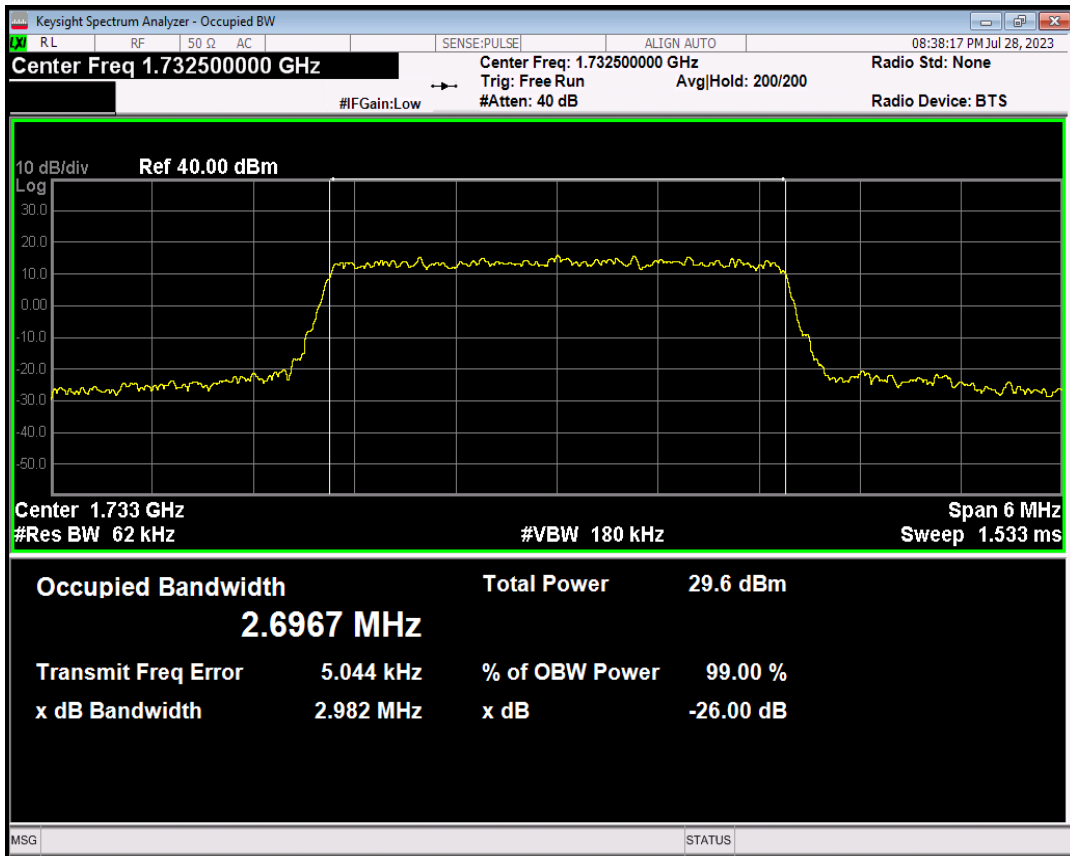 Keysight Spectrum Analyzer - Occupied BW
LXI RL RF 50 Ω AC SENSE:PULSE ALIGN AUTO 08:38:17 PM Jul 28, 2023
Center Freq 1.732500000 GHz Center Freq: 1.732500000 GHz Radio Std: None
Trig: Free Run Avg|Hold: 200/200
#IFGain:Low #Atten: 40 dB Radio Device: BTS
10 dB/div Ref 40.00 dBm
Log
30.0
20.0
10.0
0.00
-10.0
-20.0
-30.0
-40.0
-50.0
Center 1.733 GHz Span 6 MHz
#Res BW 62 kHz #VBW 180 kHz Sweep 1.533 ms
Occupied Bandwidth Total Power 29.6 dBm
2.6967 MHz
Transmit Freq Error 5.044 kHz % of OBW Power 99.00 %
x dB Bandwidth 2.982 MHz x dB -26.00 dB
MSG STATUS